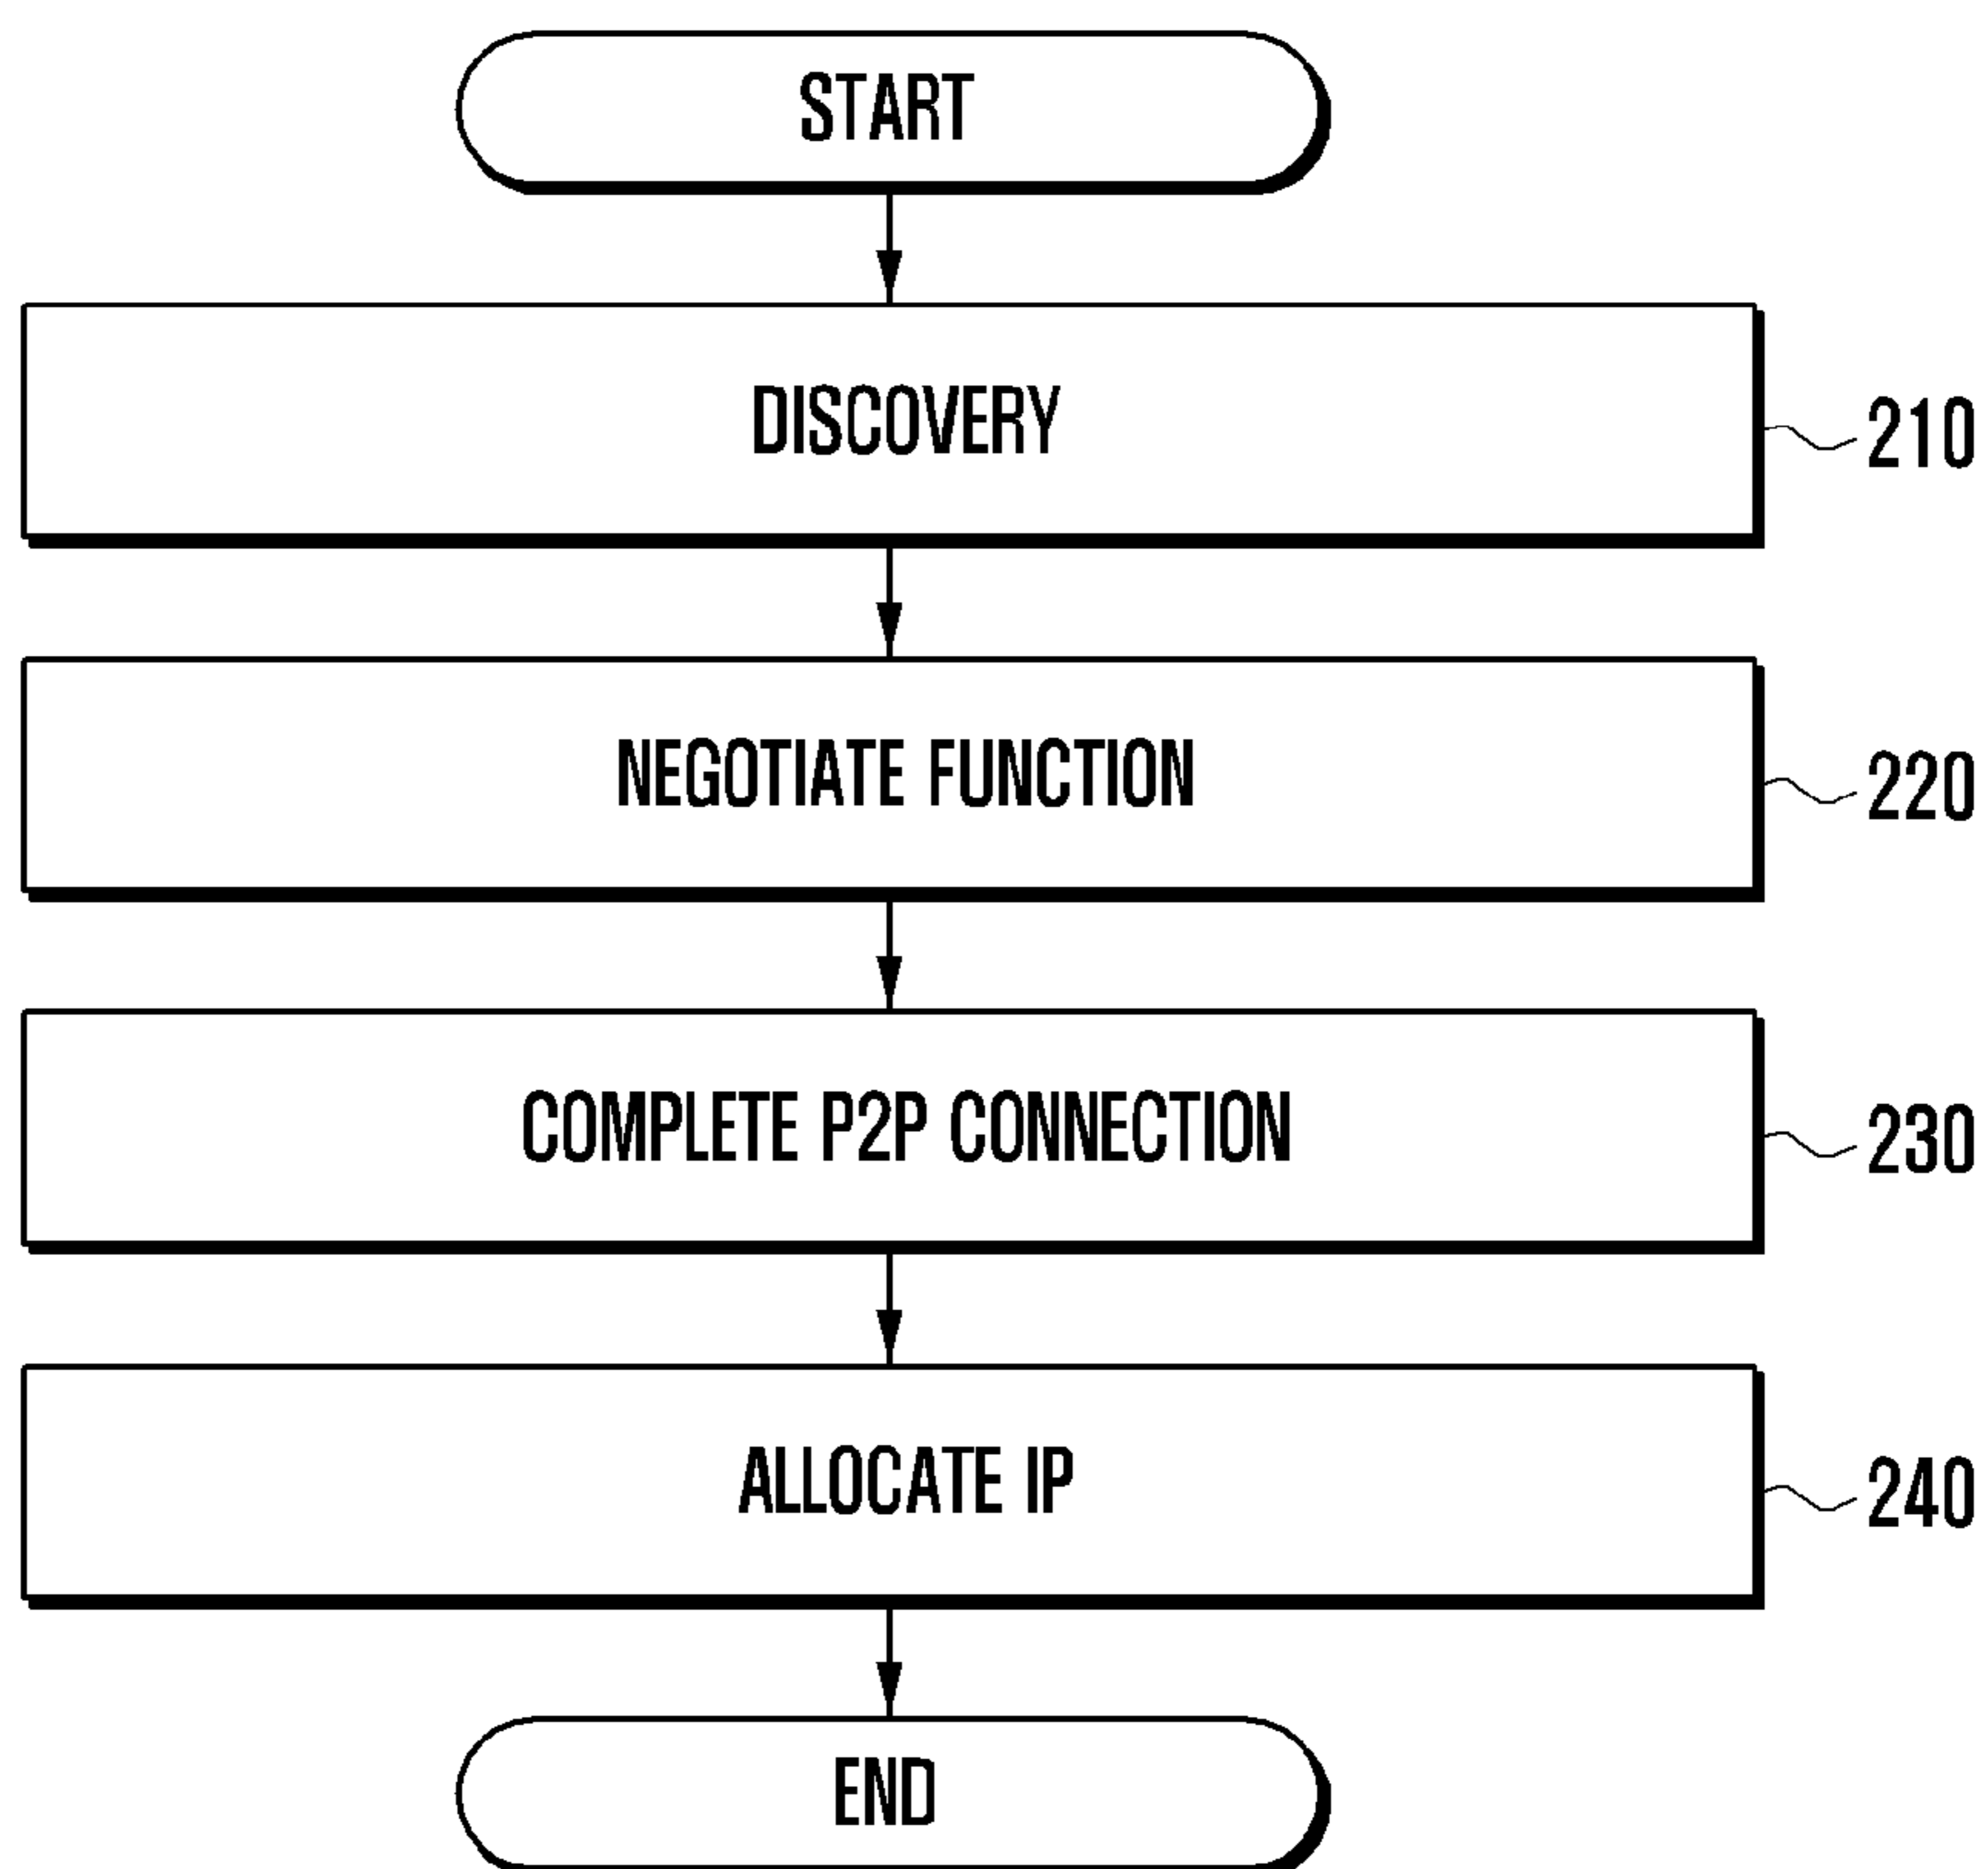 START
DISCOVERY
210
NEGOTIATE FUNCTION
220
COMPLETE P2P CONNECTION
230
ALLOCATE IP
240
END